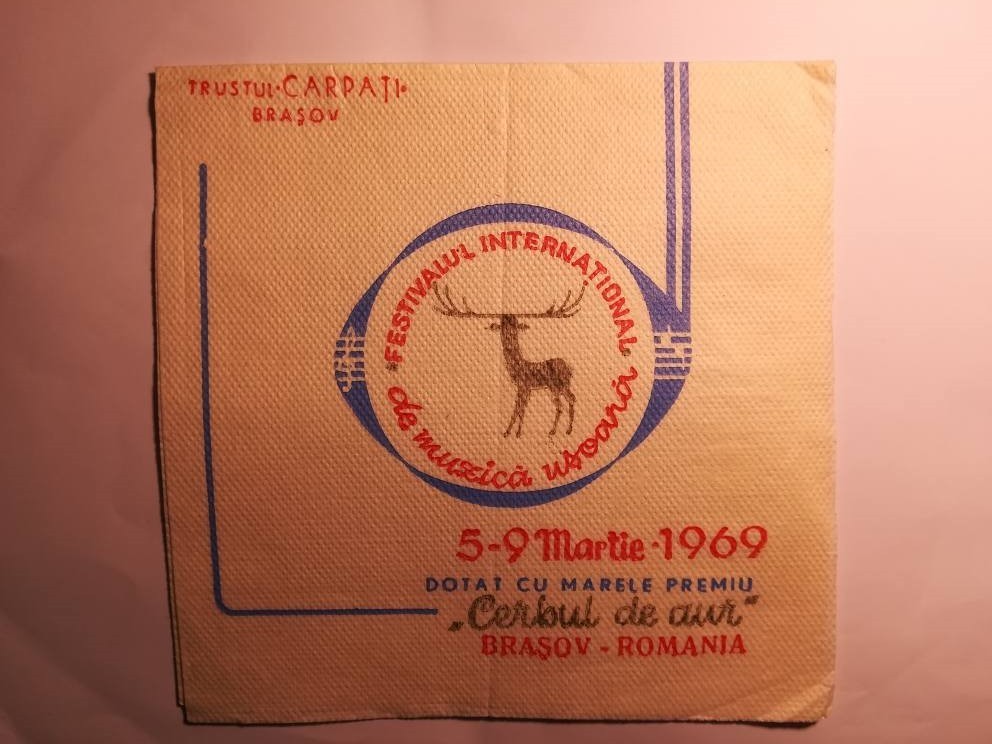 TRUSTUL·CARPAȚI·
BRAȘOV
·FESTIVALUL INTERNAȚIONAL·
de muzică ușoară
5-9 Martie·1969
DOTAT CU MARELE PREMIU
„Cerbul de aur“
BRAȘOV - ROMANIA